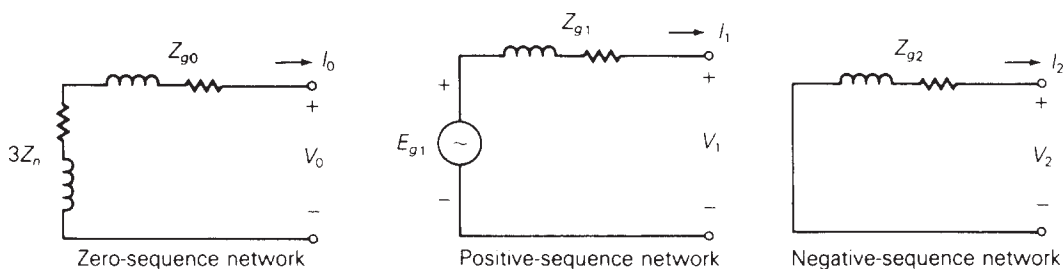 Z_g0
I_0
+
3Z_n
V_0
−
Zero-sequence network
Z_g1
I_1
+
+
E_g1
~
V_1
−
−
Positive-sequence network
Z_g2
I_2
+
V_2
−
Negative-sequence network